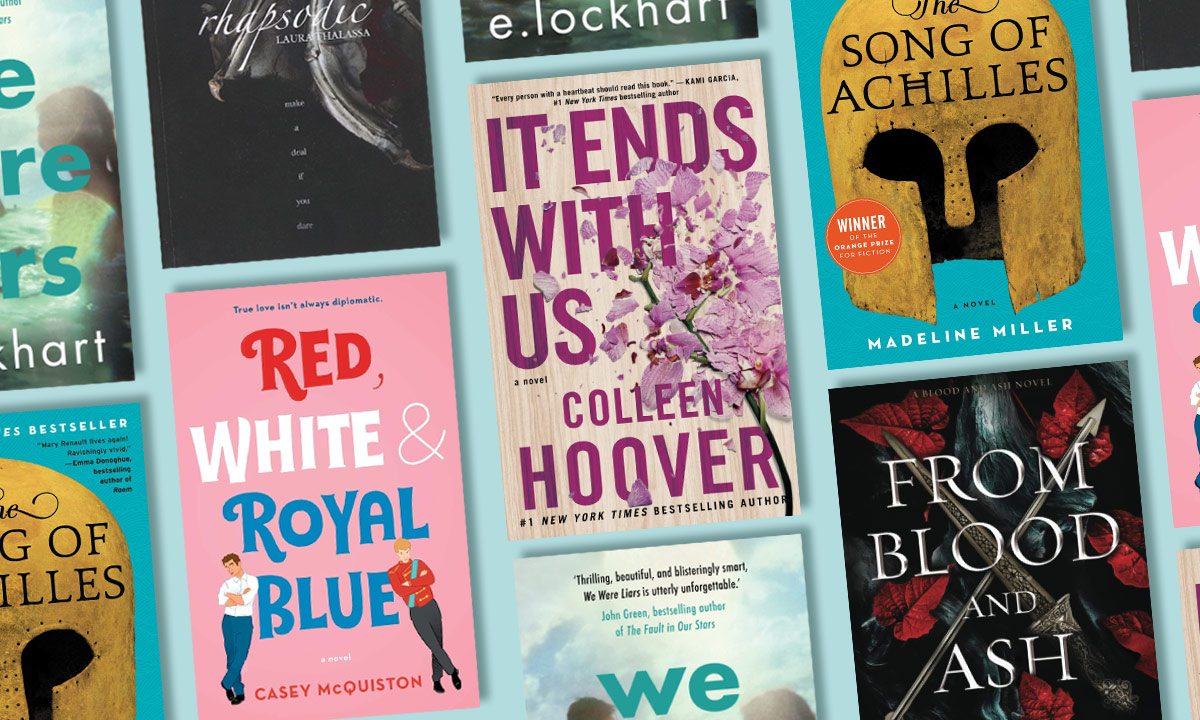 e
re
rs
khart
ES BESTSELLER
"Mary Renault lives again!
Ravishingly vivid,"
—Emma Donoghue,
bestselling
author of
Room
he
G OF
ILLES
rhapsodic
LAURA THALASSA
make
a
deal
if
you
dare
True love isn't always diplomatic.
RED,
WHITE &
ROYAL
BLUE
a novel
CASEY McQUISTON
e.lockhart
"Every person with a heartbeat should read this book." —KAMI GARCIA,
#1 New York Times bestselling author
IT ENDS
WITH
US
a novel
COLLEEN
HOOVER
#1 NEW YORK TIMES BESTSELLING AUTHOR
'Thrilling, beautiful, and blisteringly smart,
We Were Liars is utterly unforgettable.'
John Green, bestselling author
of The Fault in Our Stars
we
The
SONG OF
ACHILLES
WINNER
OF THE
ORANGE PRIZE
FOR FICTION
A NOVEL
MADELINE MILLER
A BLOOD AND ASH NOVEL
FROM
BLOOD
AND
ASH
W